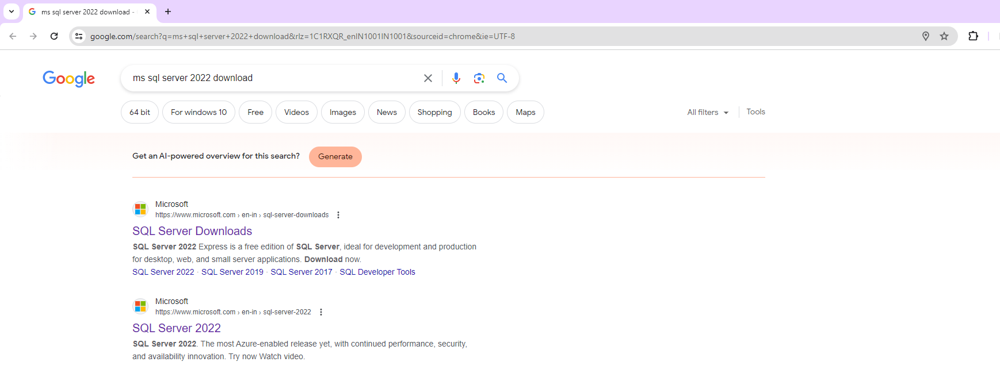 ms sql server 2022 download -
google.com/search?q=ms+sql+server+2022+download&rlz=1C1RXQR_enIN1001IN1001&sourceid=chrome&ie=UTF-8
Google
ms sql server 2022 download
64 bit For windows 10 Free Videos Images News Shopping Books Maps All filters Tools
Get an AI-powered overview for this search? Generate
Microsoft
https://www.microsoft.com › en-in › sql-server-downloads
SQL Server Downloads
SQL Server 2022 Express is a free edition of SQL Server, ideal for development and production
for desktop, web, and small server applications. Download now.
SQL Server 2022 · SQL Server 2019 · SQL Server 2017 · SQL Developer Tools
Microsoft
https://www.microsoft.com › en-in › sql-server-2022
SQL Server 2022
SQL Server 2022. The most Azure-enabled release yet, with continued performance, security,
and availability innovation. Try now Watch video.